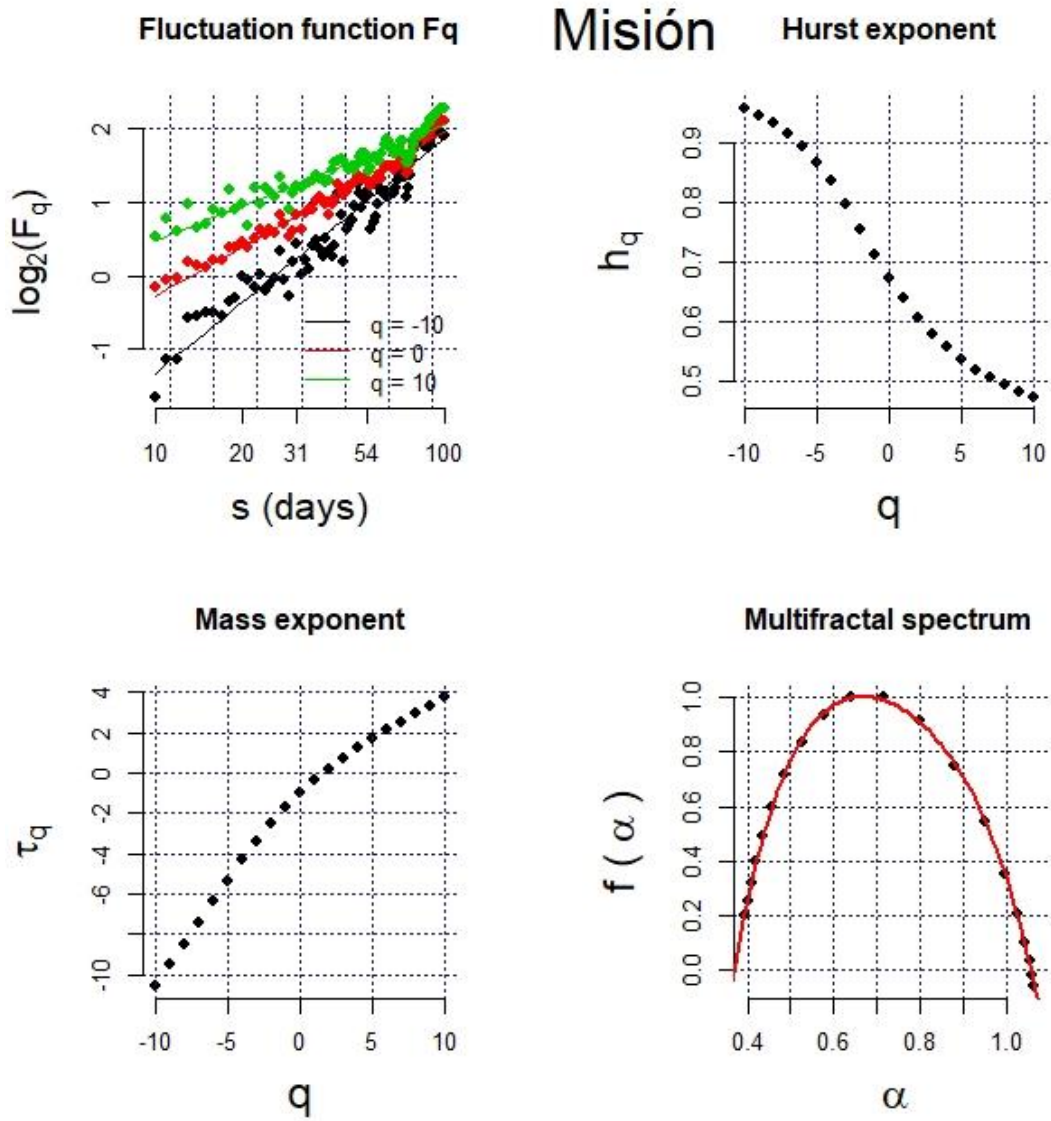 Misión
Fluctuation function Fq
log₂(F_q)
2
1
0
-1
q = -10
q = 0
q = 10
10 20 31 54 100
s (days)
Hurst exponent
h_q
0.9
0.8
0.7
0.6
0.5
-10 -5 0 5 10
q
Mass exponent
τ_q
4
2
0
-2
-4
-6
-10
-10 -5 0 5 10
q
Multifractal spectrum
f ( α )
1.0
0.8
0.6
0.4
0.2
0.0
0.4 0.6 0.8 1.0
α